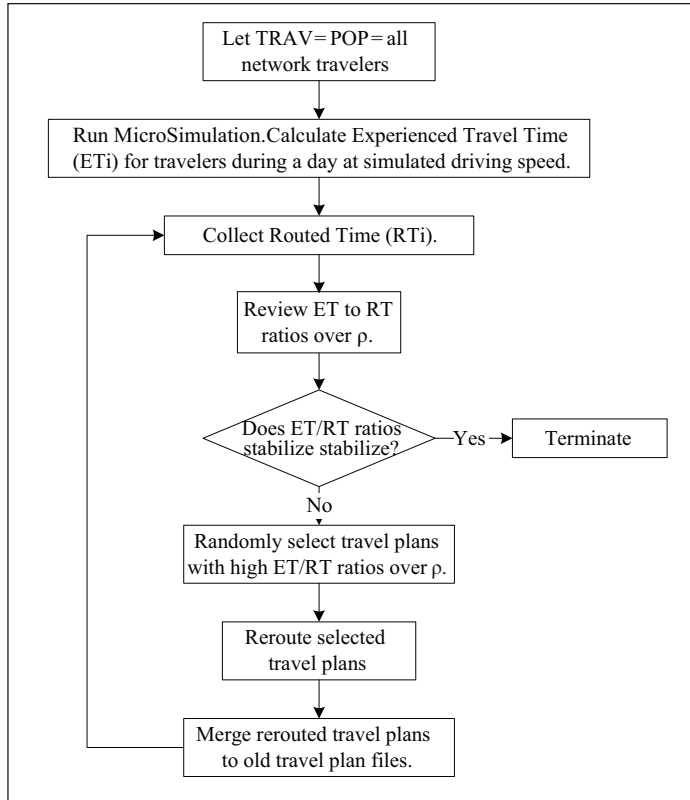 Let TRAV=POP=all
network travelers
Run MicroSimulation.Calculate Experienced Travel Time
(ETi) for travelers during a day at simulated driving speed.
Collect Routed Time (RTi).
Review ET to RT
ratios over ρ.
Does ET/RT ratios
stabilize stabilize?
Yes
Terminate
No
Randomly select travel plans
with high ET/RT ratios over ρ.
Reroute selected
travel plans
Merge rerouted travel plans
to old travel plan files.